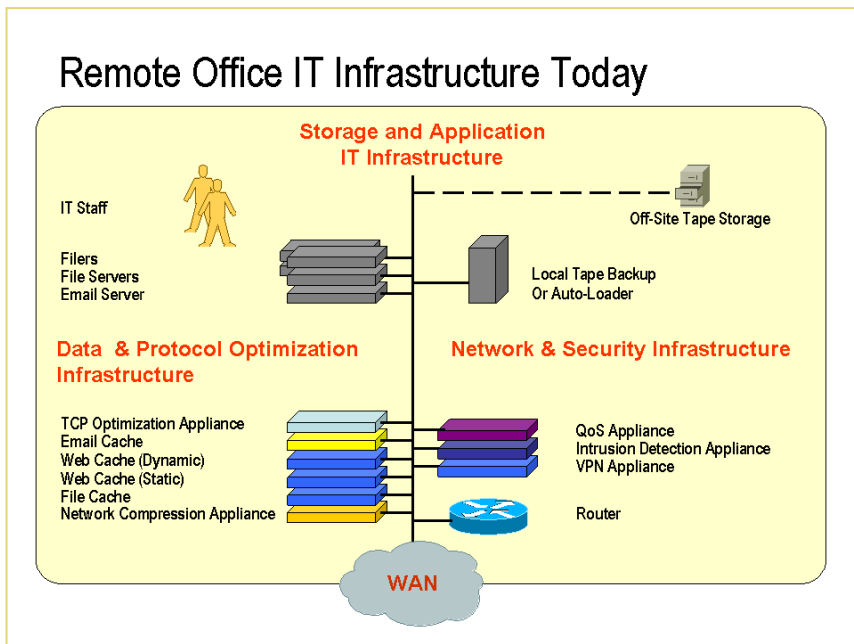 Remote Office IT Infrastructure Today
Storage and Application
IT Infrastructure
IT Staff
Off-Site Tape Storage
Filers
File Servers
Email Server
Local Tape Backup
Or Auto-Loader
Data & Protocol Optimization
Infrastructure
Network & Security Infrastructure
TCP Optimization Appliance
Email Cache
Web Cache (Dynamic)
Web Cache (Static)
File Cache
Network Compression Appliance
QoS Appliance
Intrusion Detection Appliance
VPN Appliance
Router
WAN